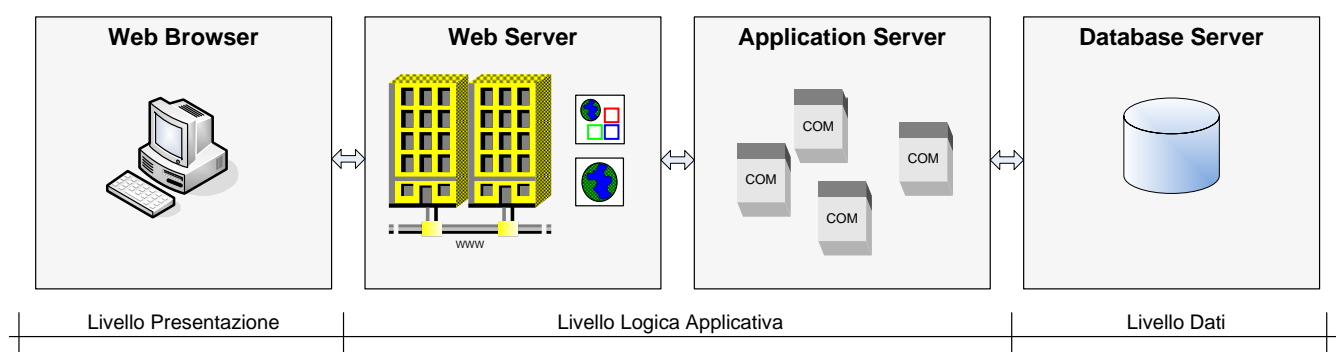 Web Browser
Web Server
Application Server
Database Server
COM
COM
COM
COM
www
Livello Presentazione
Livello Logica Applicativa
Livello Dati